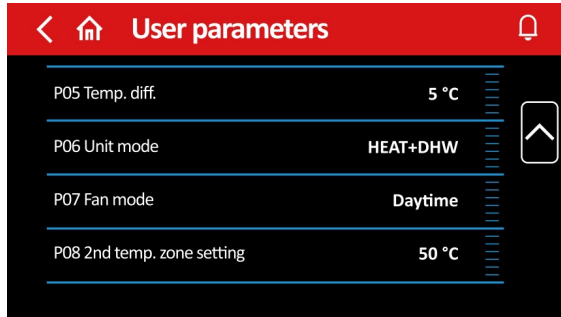 User parameters
P05 Temp. diff. 5 °C
P06 Unit mode HEAT+DHW
P07 Fan mode Daytime
P08 2nd temp. zone setting 50 °C